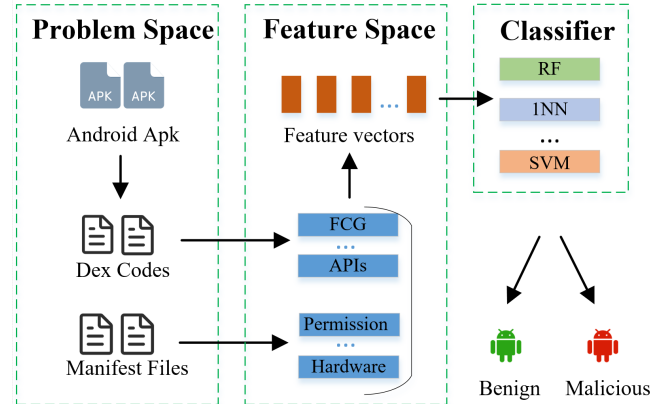 Problem Space
APK APK
Android Apk
Dex Codes
Manifest Files
Feature Space
...
Feature vectors
FCG
...
APIs
Permission
...
Hardware
Classifier
RF
1NN
...
SVM
Benign
Malicious